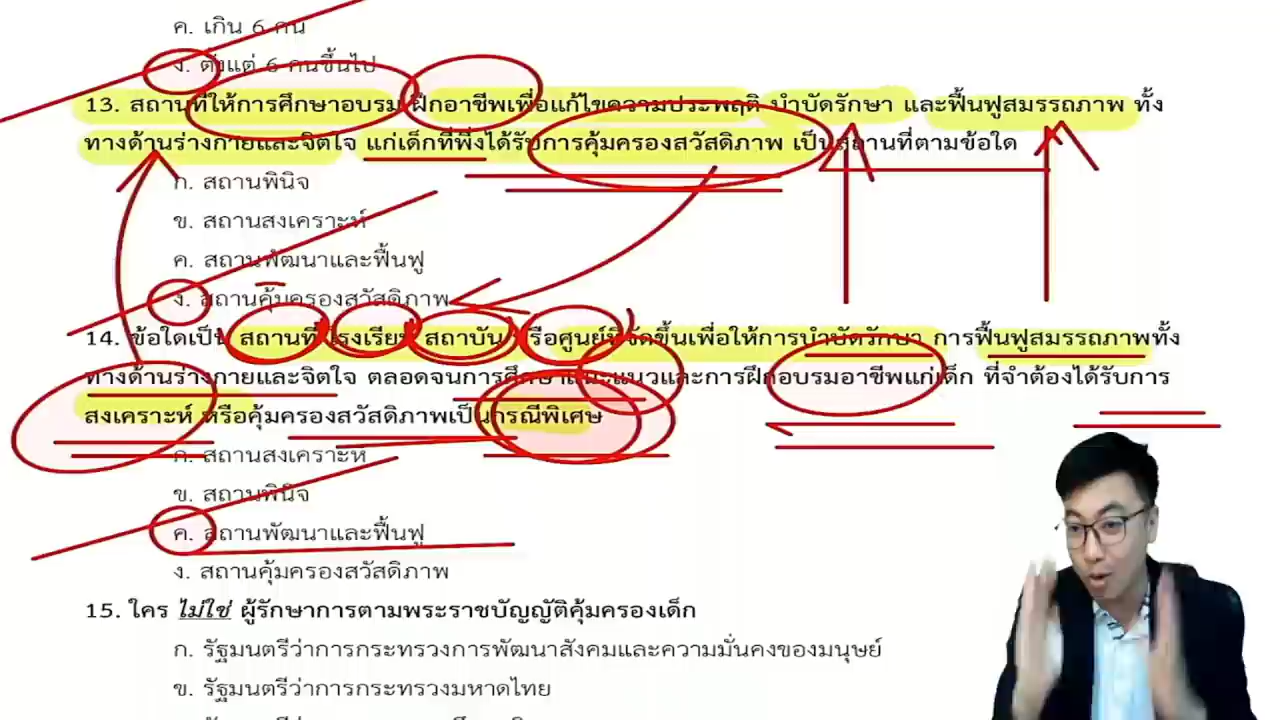 ค. เกิน 6 คน
ง. ตั้งแต่ 6 คนขึ้นไป
13. สถานที่ให้การศึกษาอบรม ฝึกอาชีพเพื่อแก้ไขความประพฤติ บำบัดรักษา และฟื้นฟูสมรรถภาพ ทั้ง
ทางด้านร่างกายและจิตใจ แก่เด็กที่พึงได้รับการคุ้มครองสวัสดิภาพ เป็นสถานที่ตามข้อใด
ก. สถานพินิจ
ข. สถานสงเคราะห์
ค. สถานพัฒนาและฟื้นฟู
ง. สถานคุ้มครองสวัสดิภาพ
14. ข้อใดเป็น สถานที่ โรงเรียน สถาบัน หรือศูนย์ที่จัดขึ้นเพื่อให้การบำบัดรักษา การฟื้นฟูสมรรถภาพทั้ง
ทางด้านร่างกายและจิตใจ ตลอดจนการศึกษาแนะแนวและการฝึกอบรมอาชีพแก่เด็ก ที่จำต้องได้รับการ
สงเคราะห์ หรือคุ้มครองสวัสดิภาพเป็นกรณีพิเศษ
ก. สถานสงเคราะห์
ข. สถานพินิจ
ค. สถานพัฒนาและฟื้นฟู
ง. สถานคุ้มครองสวัสดิภาพ
15. ใคร ไม่ใช่ ผู้รักษาการตามพระราชบัญญัติคุ้มครองเด็ก
ก. รัฐมนตรีว่าการกระทรวงการพัฒนาสังคมและความมั่นคงของมนุษย์
ข. รัฐมนตรีว่าการกระทรวงมหาดไทย